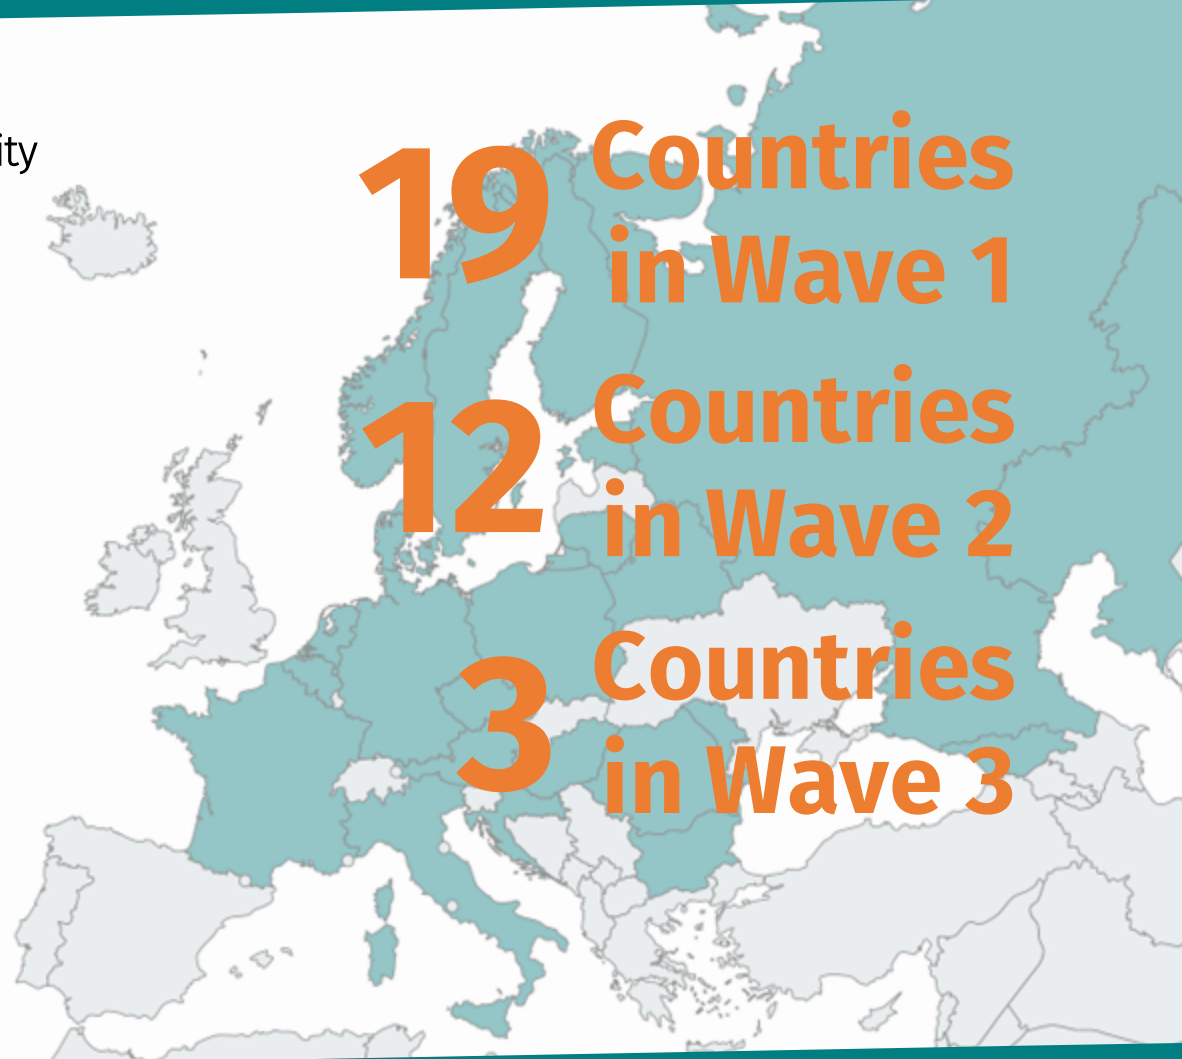 ity
19 Countries
in Wave 1
12 Countries
in Wave 2
3 Countries
in Wave 3